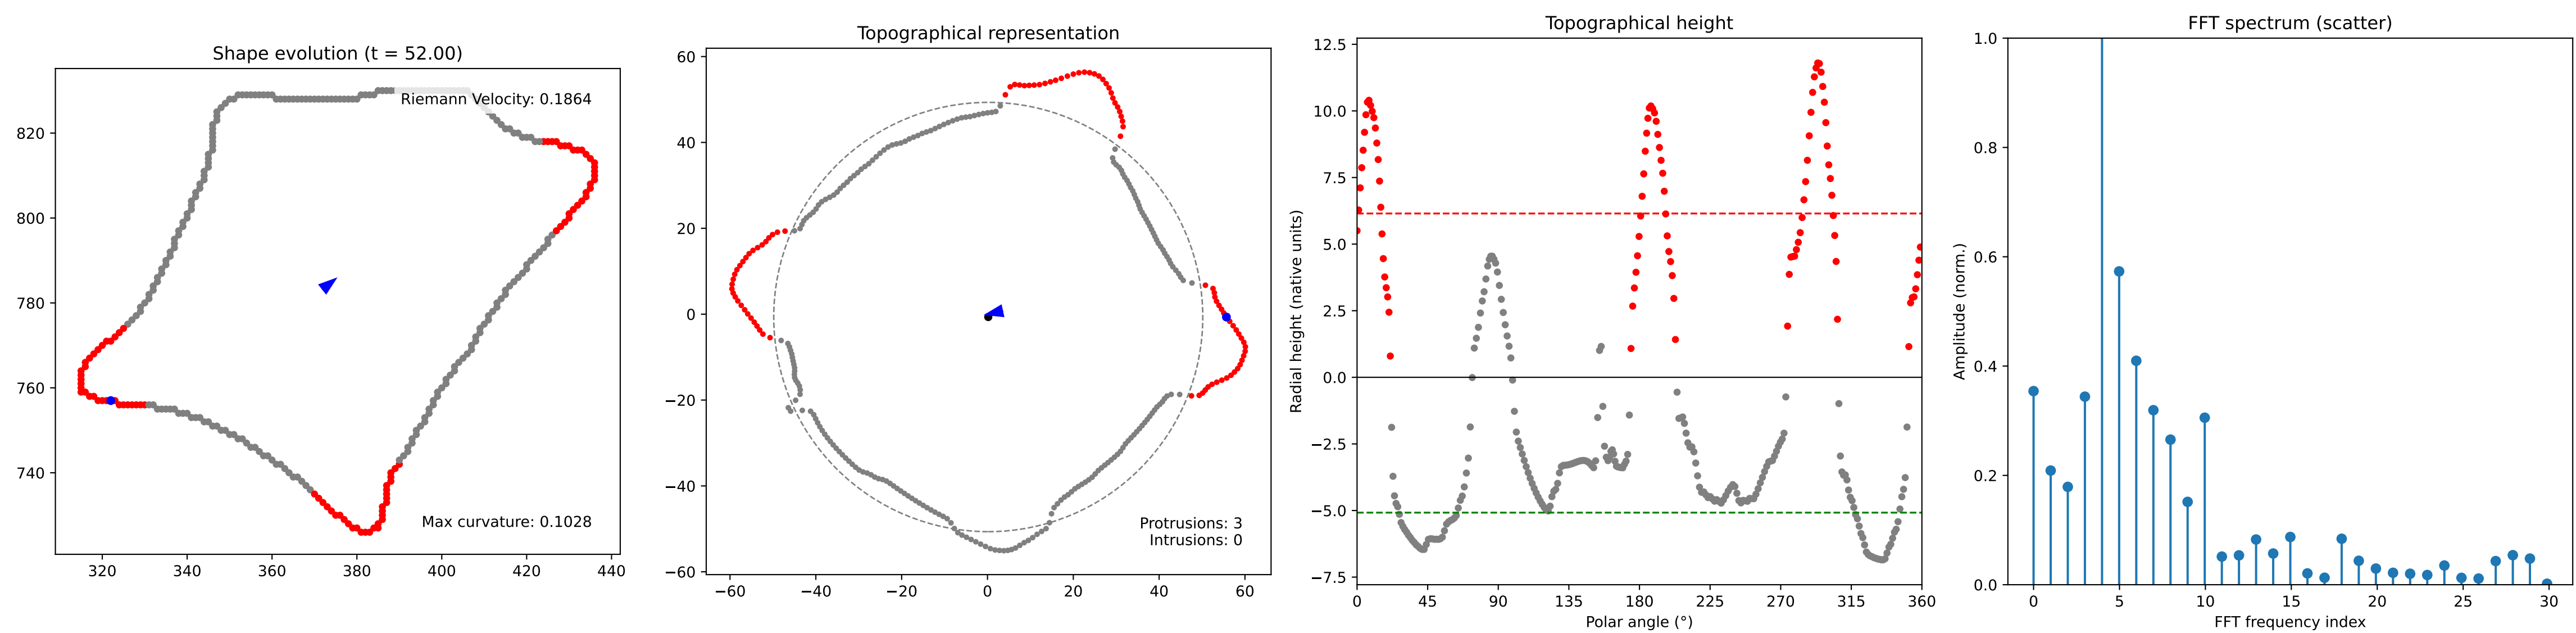 Shape evolution (t = 52.00)
Riemann Velocity: 0.1864
Max curvature: 0.1028
820
800
780
760
740
320 340 360 380 400 420 440
Topographical representation
60
40
20
0
−20
−40
−60
Protrusions: 3
Intrusions: 0
−60 −40 −20 0 20 40 60
Topographical height
Radial height (native units)
12.5
10.0
7.5
5.0
2.5
0.0
−2.5
−5.0
−7.5
0 45 90 135 180 225 270 315 360
Polar angle (°)
FFT spectrum (scatter)
Amplitude (norm.)
1.0
0.8
0.6
0.4
0.2
0.0
0 5 10 15 20 25 30
FFT frequency index